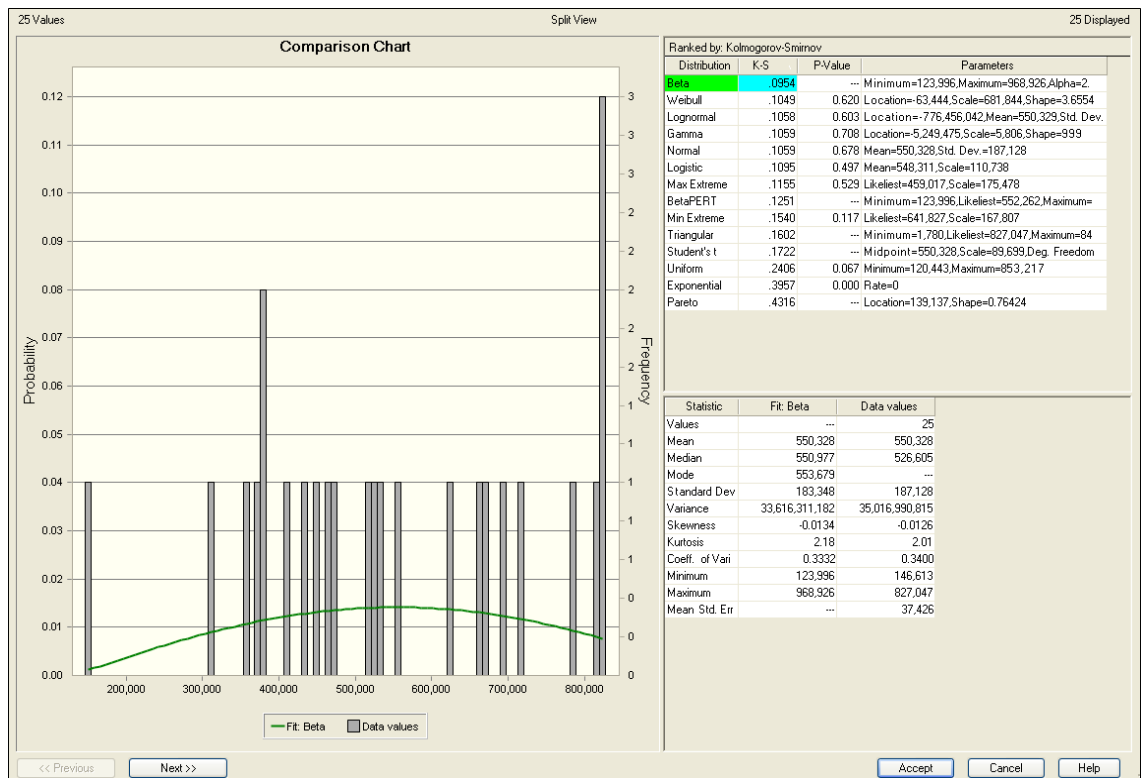 25 Values Split View 25 Displayed
Comparison Chart
0.12
0.11
0.10
0.09
0.08
0.07
0.06
0.05
0.04
0.03
0.02
0.01
0.00
Probability
3
3
3
2
2
2
2
2
1
1
1
1
1
0
0
0
Frequency
200,000 300,000 400,000 500,000 600,000 700,000 800,000
Fit: Beta Data values
Ranked by: Kolmogorov-Smirnov
Distribution K-S P-Value Parameters
Beta .0954 --- Minimum=123,996,Maximum=968,926,Alpha=2.
Weibull .1049 0.620 Location=-63,444,Scale=681,844,Shape=3.6554
Lognormal .1058 0.603 Location=-776,456,042,Mean=550,329,Std. Dev.
Gamma .1059 0.708 Location=-5,249,475,Scale=5,806,Shape=999
Normal .1059 0.678 Mean=550,328,Std. Dev.=187,128
Logistic .1095 0.497 Mean=548,311,Scale=110,738
Max Extreme .1155 0.529 Likeliest=459,017,Scale=175,478
BetaPERT .1251 --- Minimum=123,996,Likeliest=552,262,Maximum=
Min Extreme .1540 0.117 Likeliest=641,827,Scale=167,807
Triangular .1602 --- Minimum=1,780,Likeliest=827,047,Maximum=84
Student's t .1722 --- Midpoint=550,328,Scale=89,699,Deg. Freedom
Uniform .2406 0.067 Minimum=120,443,Maximum=853,217
Exponential .3957 0.000 Rate=0
Pareto .4316 --- Location=139,137,Shape=0.76424
Statistic Fit: Beta Data values
Values --- 25
Mean 550,328 550,328
Median 550,977 526,605
Mode 553,679 ---
Standard Dev 183,348 187,128
Variance 33,616,311,182 35,016,990,815
Skewness -0.0134 -0.0126
Kurtosis 2.18 2.01
Coeff. of Vari 0.3332 0.3400
Minimum 123,996 146,613
Maximum 968,926 827,047
Mean Std. Err --- 37,426
<< Previous Next >> Accept Cancel Help